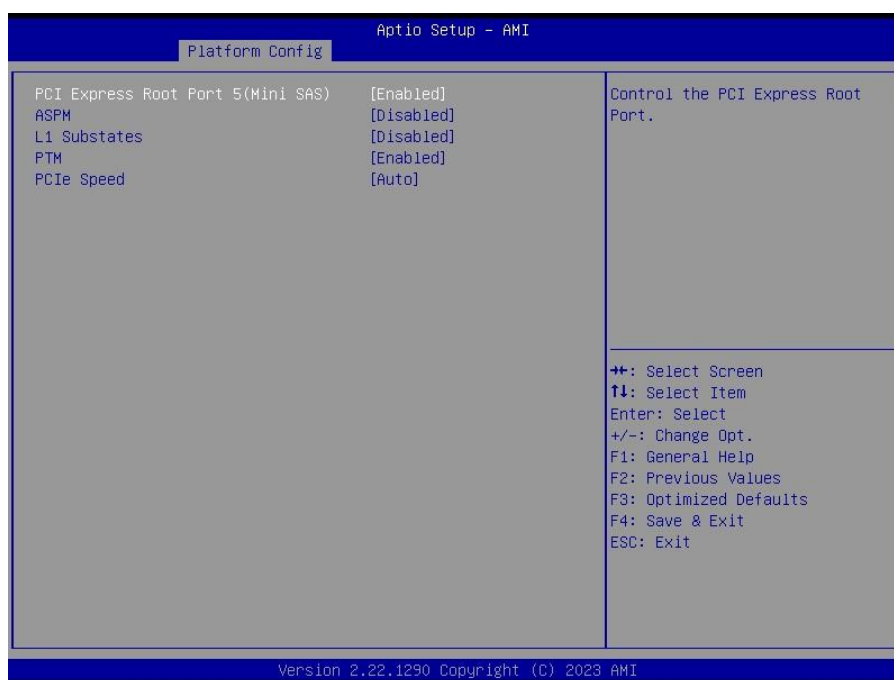 Aptio Setup – AMI
Platform Config
PCI Express Root Port 5(Mini SAS) [Enabled]
ASPM [Disabled]
L1 Substates [Disabled]
PTM [Enabled]
PCIe Speed [Auto]
Control the PCI Express Root
Port.
→←: Select Screen
↑↓: Select Item
Enter: Select
+/-: Change Opt.
F1: General Help
F2: Previous Values
F3: Optimized Defaults
F4: Save & Exit
ESC: Exit
Version 2.22.1290 Copyright (C) 2023 AMI